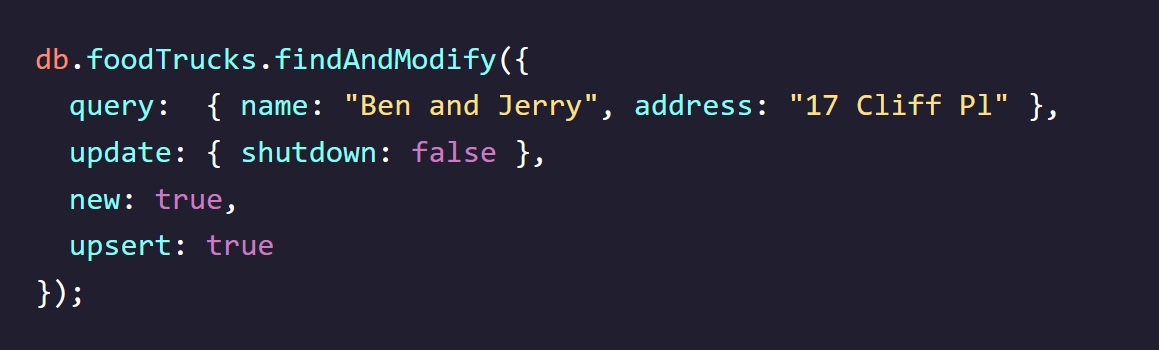 db.foodTrucks.findAndModify({
  query:  { name: "Ben and Jerry", address: "17 Cliff Pl" },
  update: { shutdown: false },
  new: true,
  upsert: true
});